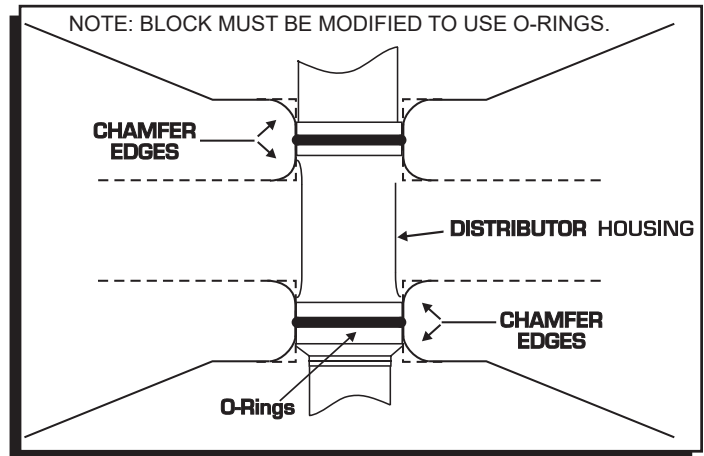 NOTE: BLOCK MUST BE MODIFIED TO USE O-RINGS.
CHAMFER
EDGES
DISTRIBUTOR HOUSING
CHAMFER
EDGES
O-Rings